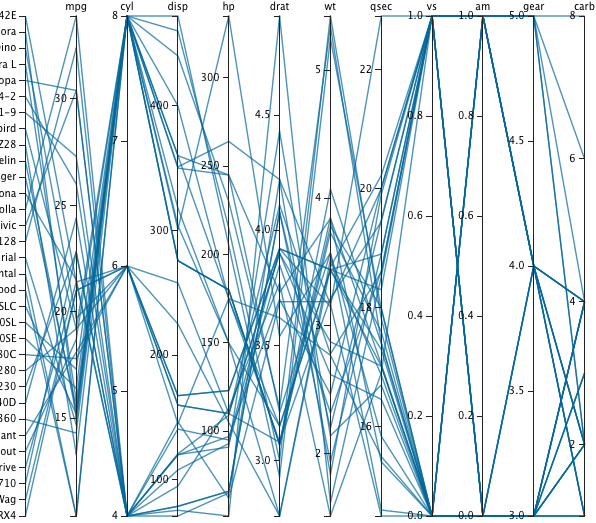 mpg cyl disp hp drat wt qsec vs am gear carb
42E
ora
ino
ra L
opa
4-2
1-9
bird
Z28
elin
ger
ona
olla
ivic
128
rial
ntal
ood
SLC
0SL
0SE
80C
280
230
40D
360
ant
out
rive
710
Wag
RX4
30
25
20
15
8
7
6
5
4
400
300
200
100
300
250
200
150
100
4.5
4.0
3.5
3.0
5
4
3
2
22
20
18
16
1.0
0.8
0.6
0.4
0.2
0.0
1.0
0.8
0.6
0.4
0.2
0.0
5.0
4.5
4.0
3.5
3.0
8
6
4
2